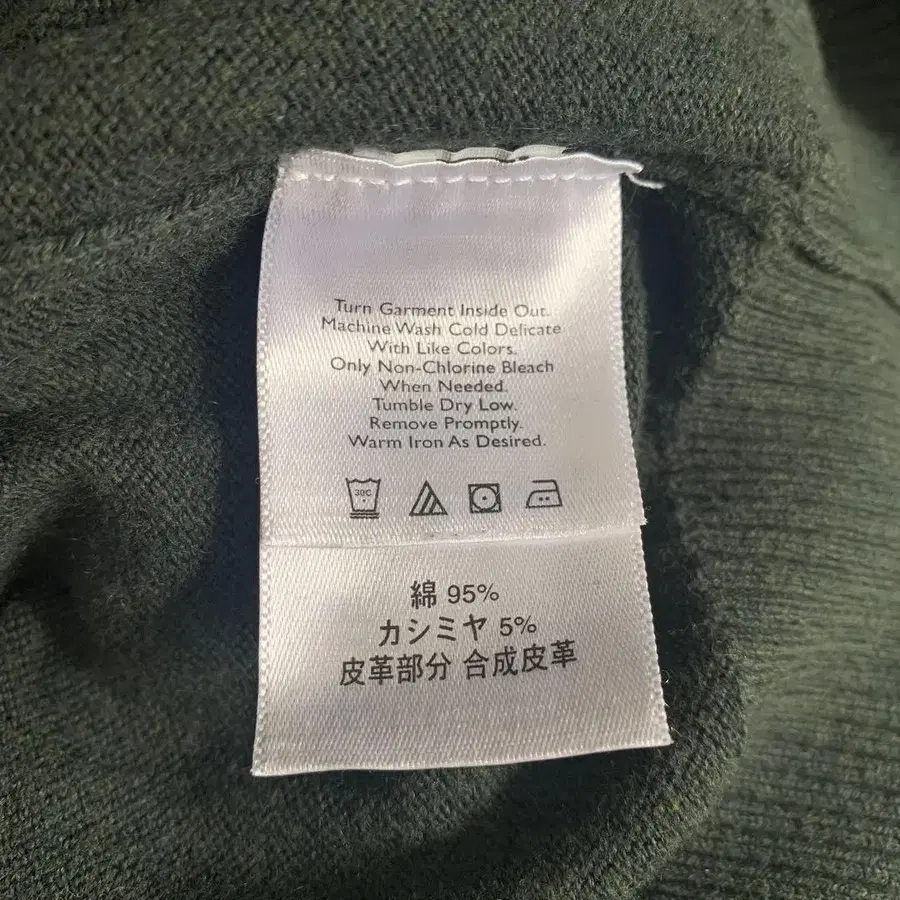 Turn Garment Inside Out.
Machine Wash Cold Delicate
With Like Colors.
Only Non-Chlorine Bleach
When Needed.
Tumble Dry Low.
Remove Promptly.
Warm Iron As Desired.
30C
綿 95%
カシミヤ 5%
皮革部分 合成皮革